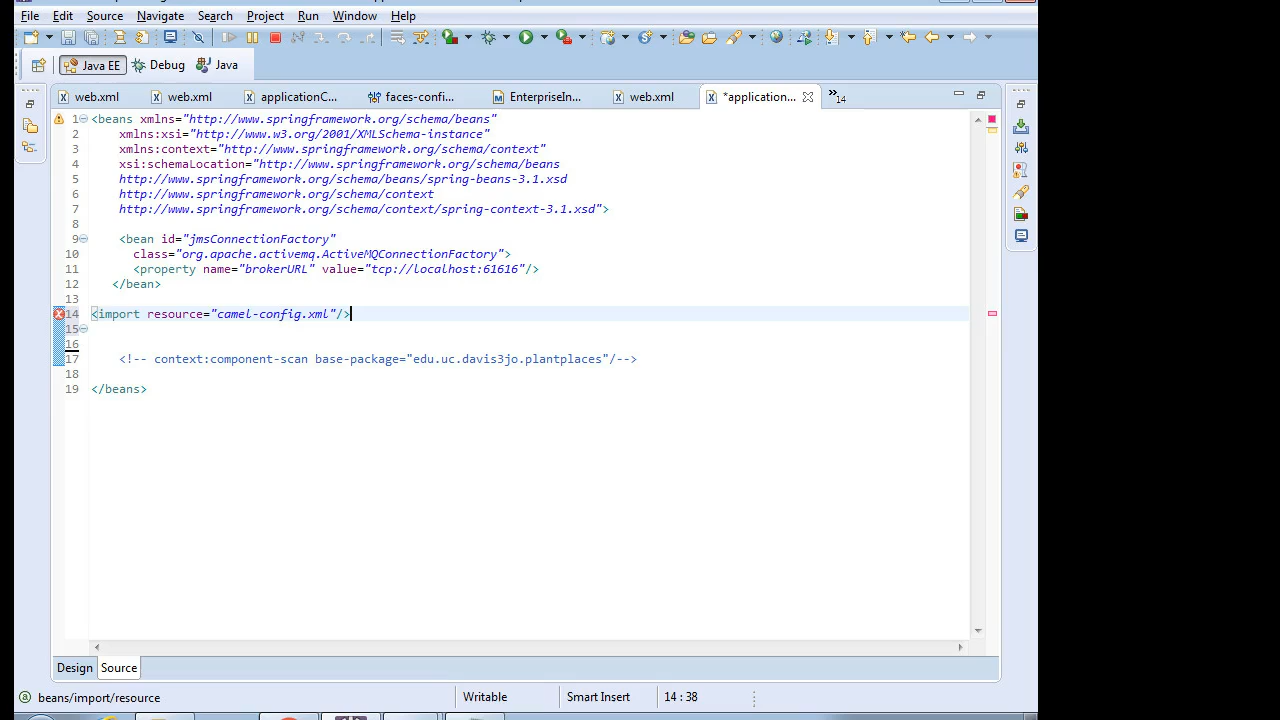 File Edit Source Navigate Search Project Run Window Help
Java EE Debug Java
web.xml web.xml applicationC... faces-confi... EnterpriseIn... web.xml *application... »14
1 <beans xmlns="http://www.springframework.org/schema/beans"
2 xmlns:xsi="http://www.w3.org/2001/XMLSchema-instance"
3 xmlns:context="http://www.springframework.org/schema/context"
4 xsi:schemaLocation="http://www.springframework.org/schema/beans
5 http://www.springframework.org/schema/beans/spring-beans-3.1.xsd
6 http://www.springframework.org/schema/context
7 http://www.springframework.org/schema/context/spring-context-3.1.xsd">
8
9 <bean id="jmsConnectionFactory"
10 class="org.apache.activemq.ActiveMQConnectionFactory">
11 <property name="brokerURL" value="tcp://localhost:61616"/>
12 </bean>
13
14 <import resource="camel-config.xml"/>
15
16
17 <!-- context:component-scan base-package="edu.uc.davis3jo.plantplaces"/-->
18
19 </beans>
Design Source
beans/import/resource Writable Smart Insert 14 : 38